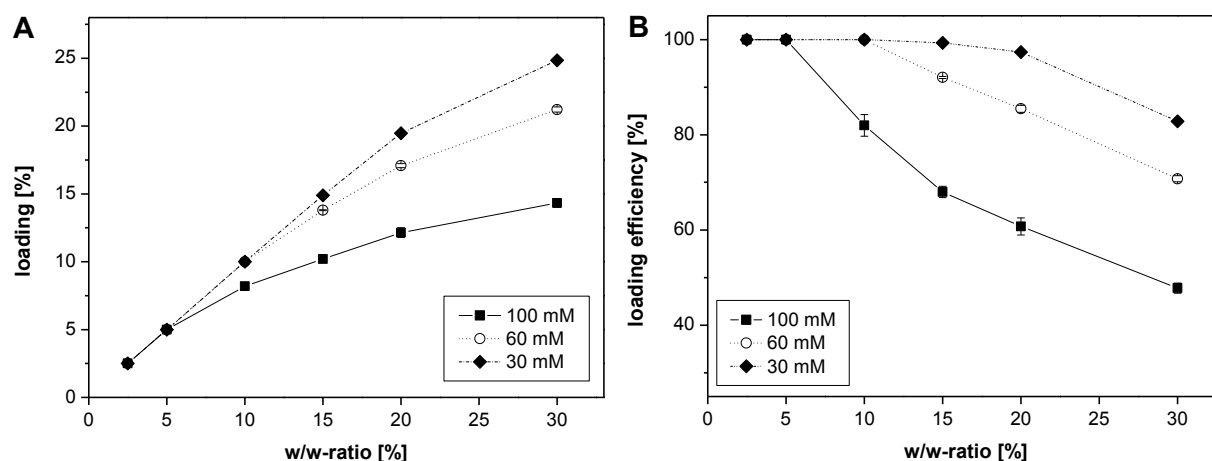 A
loading [%]
25
20
15
10
5
0
0 5 10 15 20 25 30
w/w-ratio [%]
100 mM
60 mM
30 mM
B
loading efficiency [%]
100
80
60
40
0 5 10 15 20 25 30
w/w-ratio [%]
100 mM
60 mM
30 mM